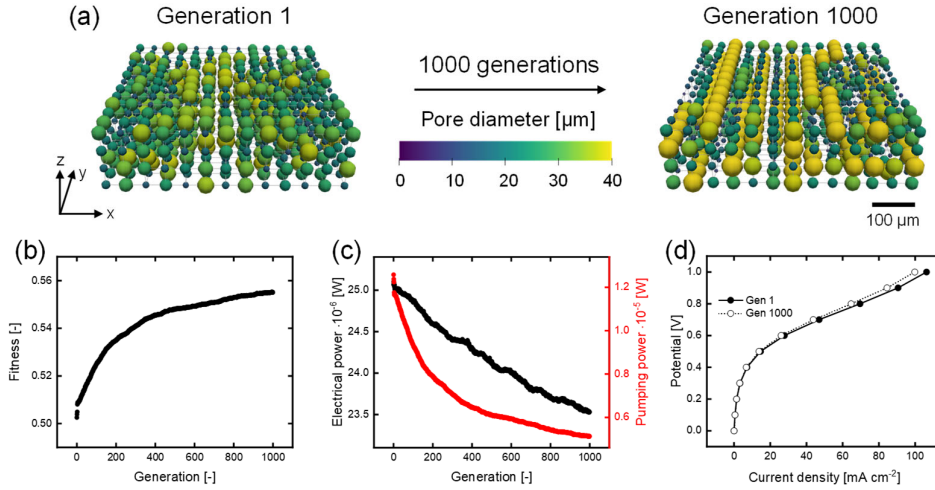 (a)
Generation 1
Generation 1000
1000 generations
Pore diameter [µm]
0 10 20 30 40
z
y
x
100 µm
(b)
0.56
0.54
0.52
0.50
Fitness [-]
0 200 400 600 800 1000
Generation [-]
(c)
25.0
24.5
24.0
23.5
Electrical power ·10⁻⁶ [W]
1.2
1.0
0.8
0.6
Pumping power ·10⁻⁵ [W]
0 200 400 600 800 1000
Generation [-]
(d)
1.0
0.8
0.6
0.4
0.2
0.0
Potential [V]
Gen 1
Gen 1000
0 20 40 60 80 100
Current density [mA cm⁻²]